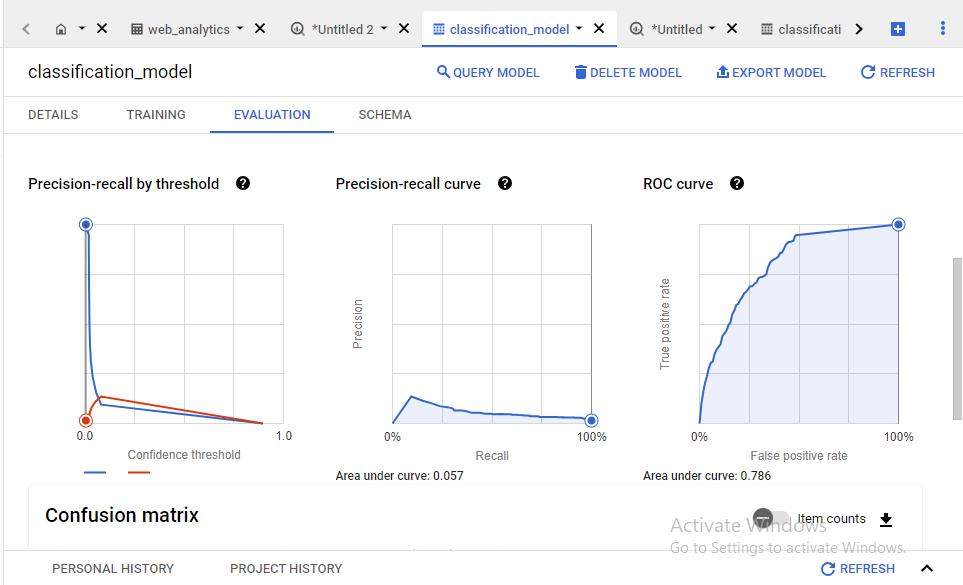 web_analytics *Untitled 2 classification_model *Untitled classificati
classification_model QUERY MODEL DELETE MODEL EXPORT MODEL REFRESH
DETAILS TRAINING EVALUATION SCHEMA
Precision-recall by threshold ?
0.0 1.0
Confidence threshold
Precision-recall curve ?
Precision
0% 100%
Recall
Area under curve: 0.057
ROC curve ?
True positive rate
0% 100%
False positive rate
Area under curve: 0.786
Confusion matrix Item counts
Activate Windows
Go to Settings to activate Windows.
PERSONAL HISTORY PROJECT HISTORY REFRESH